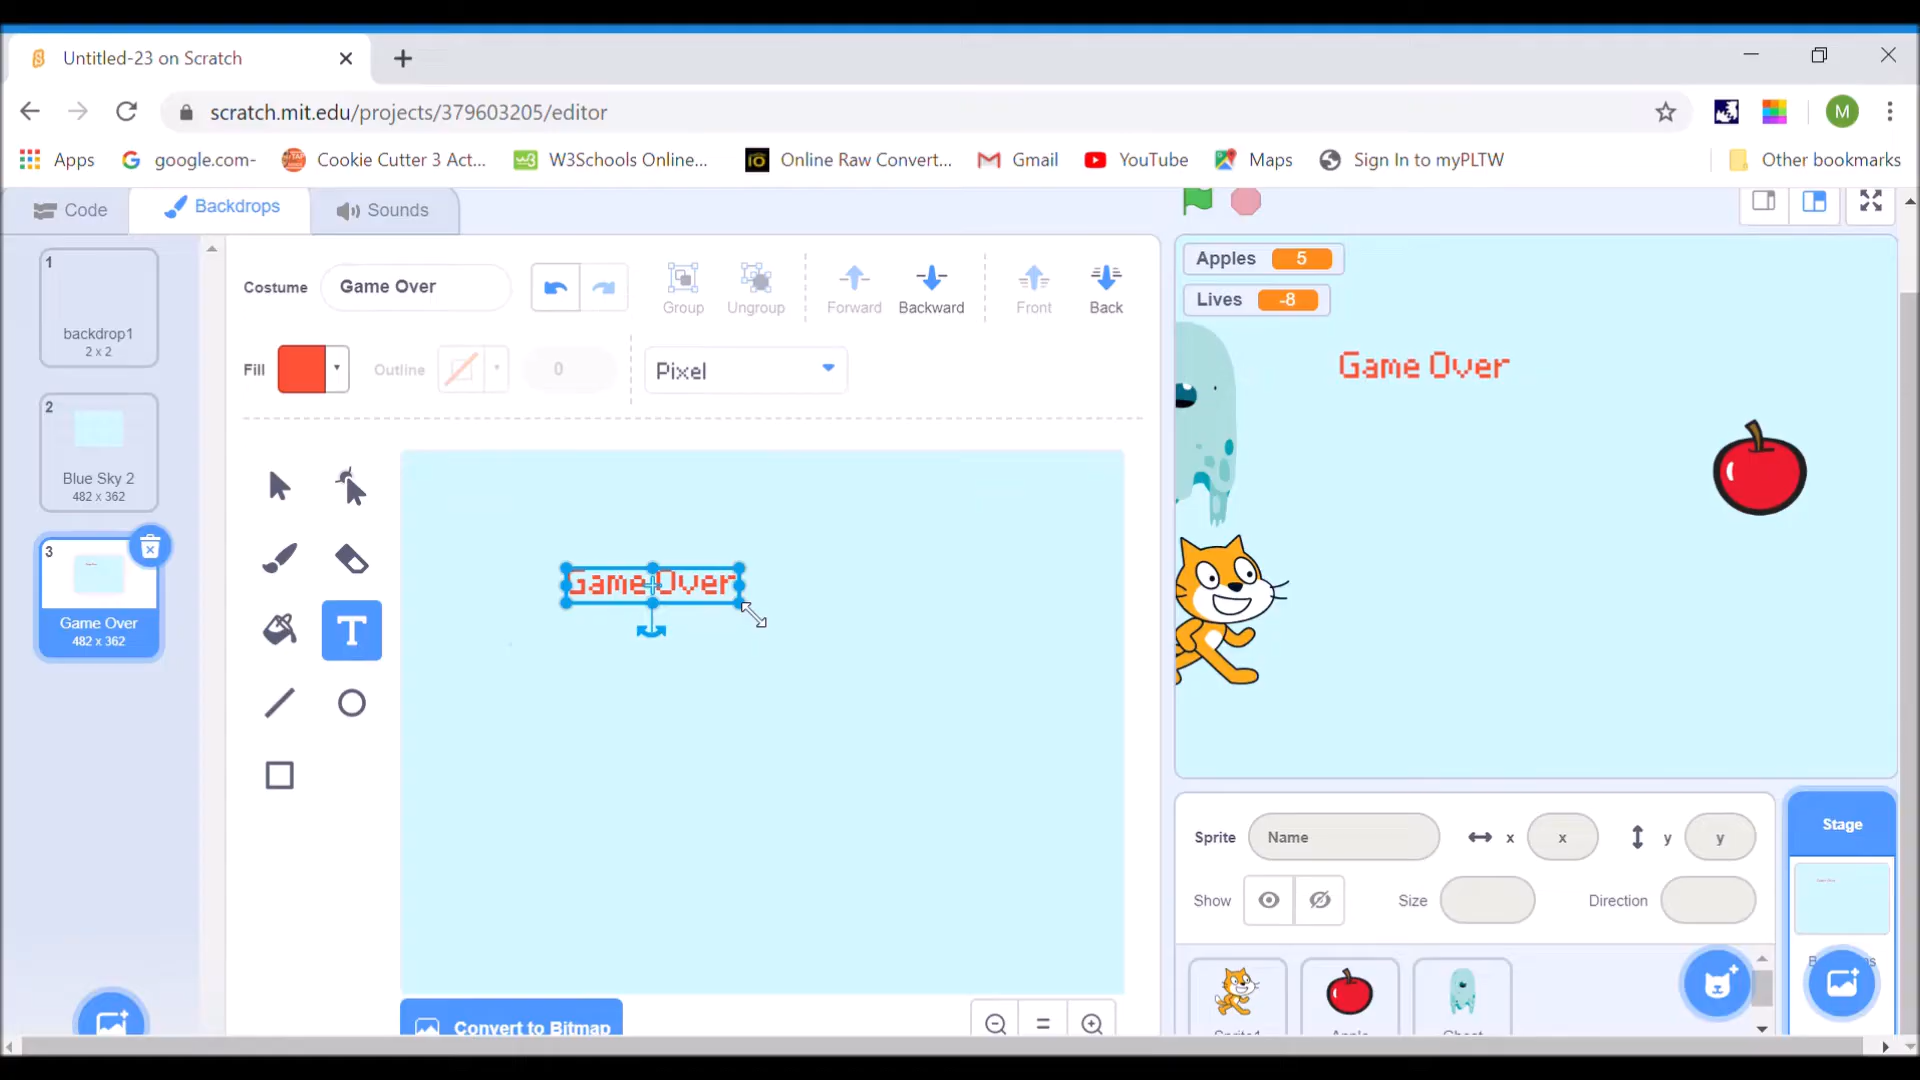 Untitled-23 on Scratch
scratch.mit.edu/projects/379603205/editor
M
Apps google.com- Cookie Cutter 3 Act... W3Schools Online... Online Raw Convert... Gmail YouTube Maps Sign In to myPLTW Other bookmarks
Code Backdrops Sounds
1
backdrop1
2 x 2
2
Blue Sky 2
482 x 362
3
Game Over
482 x 362
Costume Game Over
Group Ungroup Forward Backward Front Back
Fill Outline 0 Pixel
T
Game Over
Convert to Bitmap
Apples 5
Lives -8
Game Over
Sprite Name x x y y
Show Size Direction
Stage
Sprite1 Apple Ghost